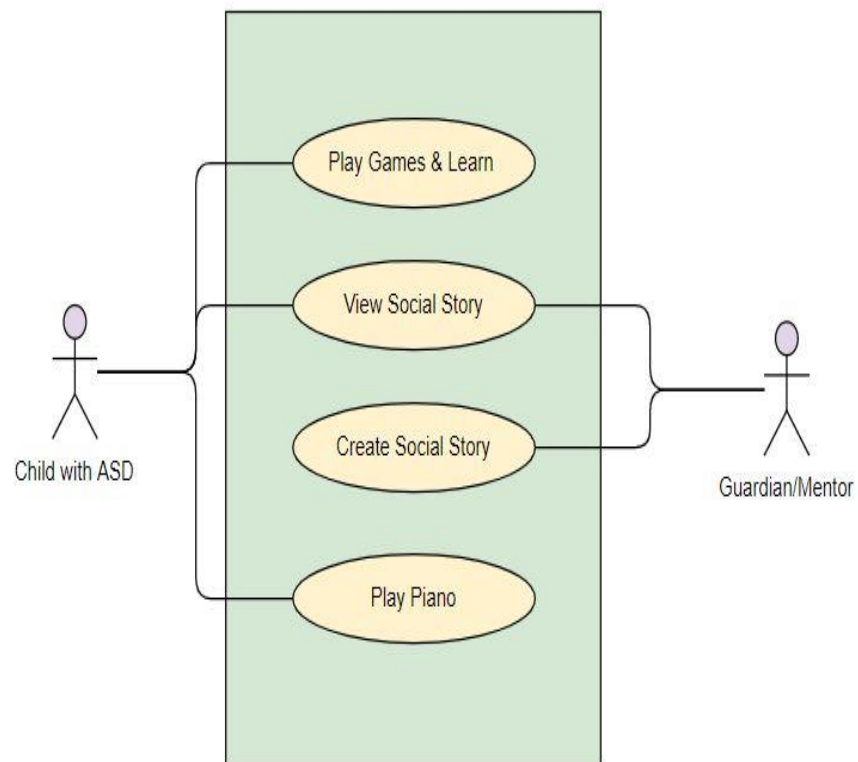 Play Games & Learn
View Social Story
Create Social Story
Play Piano
Child with ASD
Guardian/Mentor